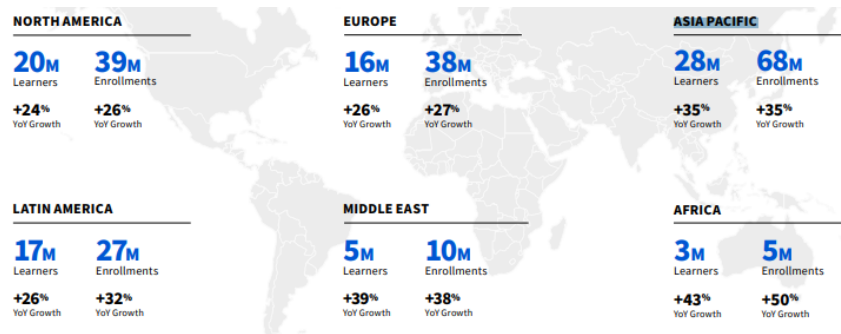 NORTH AMERICA
20M 39M
Learners Enrollments
+24% +26%
YoY Growth YoY Growth
EUROPE
16M 38M
Learners Enrollments
+26% +27%
YoY Growth YoY Growth
ASIA PACIFIC
28M 68M
Learners Enrollments
+35% +35%
YoY Growth YoY Growth
LATIN AMERICA
17M 27M
Learners Enrollments
+26% +32%
YoY Growth YoY Growth
MIDDLE EAST
5M 10M
Learners Enrollments
+39% +38%
YoY Growth YoY Growth
AFRICA
3M 5M
Learners Enrollments
+43% +50%
YoY Growth YoY Growth